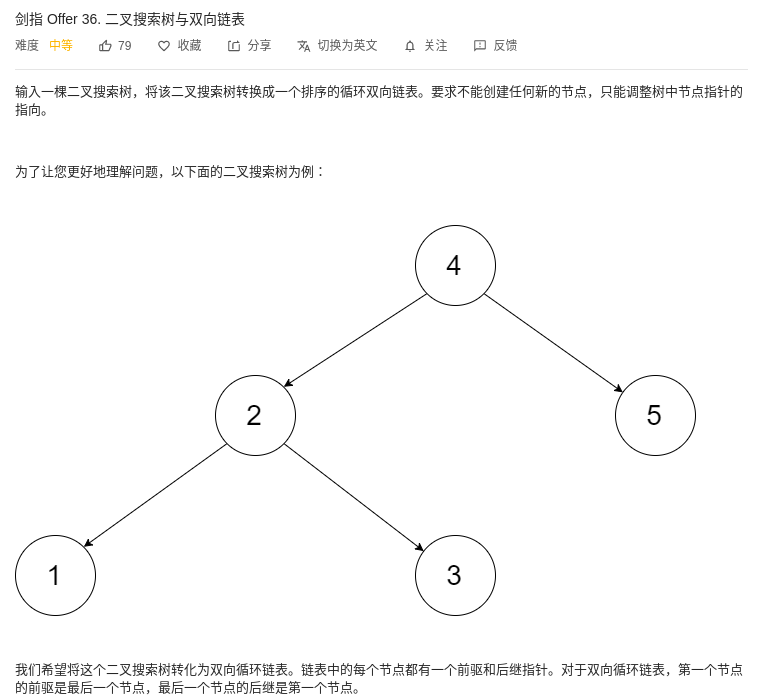 剑指 Offer 36. 二叉搜索树与双向链表
难度 中等 79 收藏 分享 切换为英文 关注 反馈
输入一棵二叉搜索树，将该二叉搜索树转换成一个排序的循环双向链表。要求不能创建任何新的节点，只能调整树中节点指针的
指向。
为了让您更好地理解问题，以下面的二叉搜索树为例：
4
2
5
1
3
我们希望将这个二叉搜索树转化为双向循环链表。链表中的每个节点都有一个前驱和后继指针。对于双向循环链表，第一个节点
的前驱是最后一个节点，最后一个节点的后继是第一个节点。